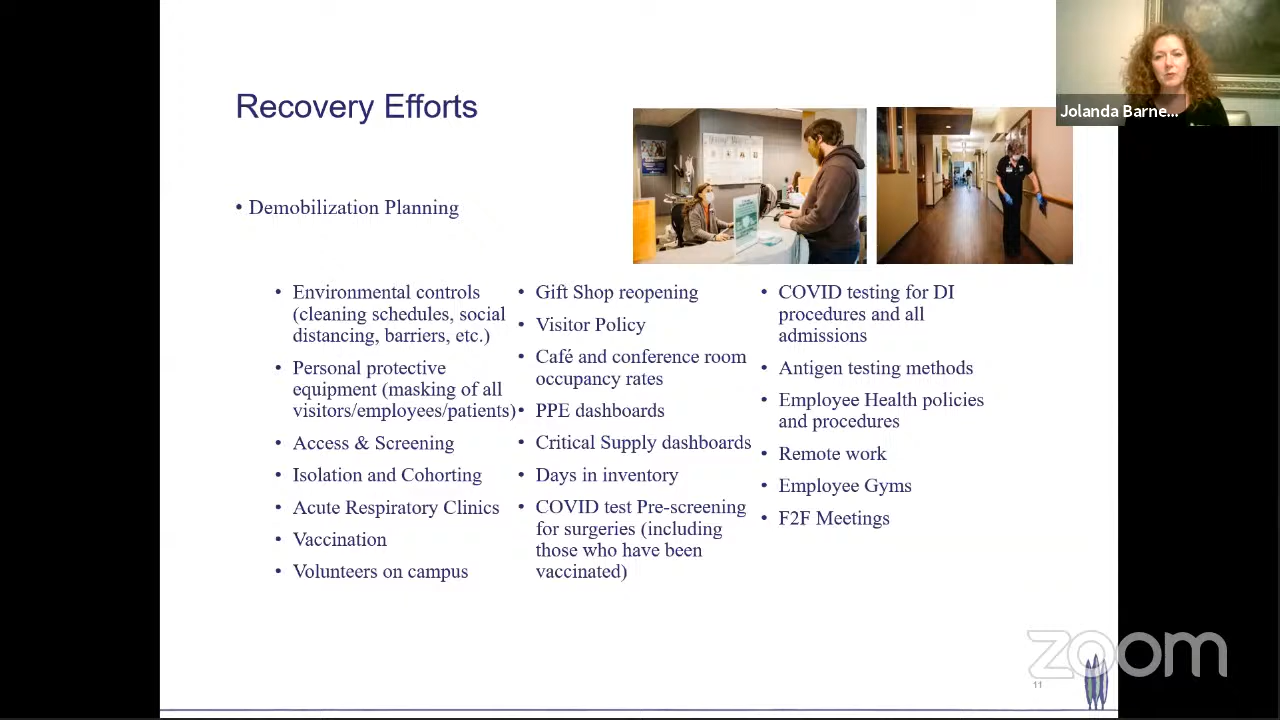 Recovery Efforts
Jolanda Barne...
• Demobilization Planning
• Environmental controls
(cleaning schedules, social
distancing, barriers, etc.)
• Personal protective
equipment (masking of all
visitors/employees/patients)
• Access & Screening
• Isolation and Cohorting
• Acute Respiratory Clinics
• Vaccination
• Volunteers on campus
• Gift Shop reopening
• Visitor Policy
• Café and conference room
occupancy rates
• PPE dashboards
• Critical Supply dashboards
• Days in inventory
• COVID test Pre-screening
for surgeries (including
those who have been
vaccinated)
• COVID testing for DI
procedures and all
admissions
• Antigen testing methods
• Employee Health policies
and procedures
• Remote work
• Employee Gyms
• F2F Meetings
zoom
11